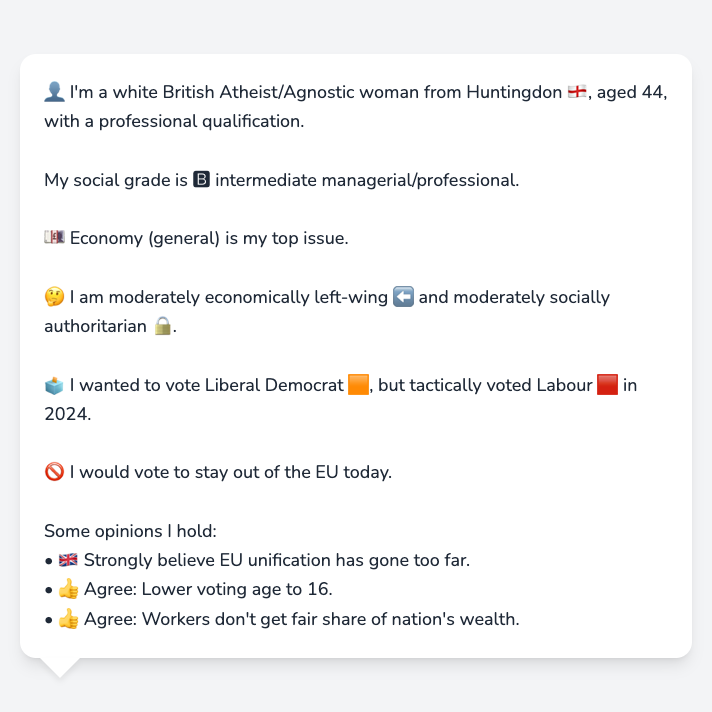 👤 I'm a white British Atheist/Agnostic woman from Huntingdon 🏴󠁧󠁢󠁥󠁮󠁧󠁿, aged 44,
with a professional qualification.
My social grade is 🅱 intermediate managerial/professional.
💷 Economy (general) is my top issue.
🤔 I am moderately economically left-wing ⬅️ and moderately socially
authoritarian 🔒.
🗳️ I wanted to vote Liberal Democrat 🟧, but tactically voted Labour 🟥 in
2024.
🚫 I would vote to stay out of the EU today.
Some opinions I hold:
• 🇬🇧 Strongly believe EU unification has gone too far.
• 👍 Agree: Lower voting age to 16.
• 👍 Agree: Workers don't get fair share of nation's wealth.